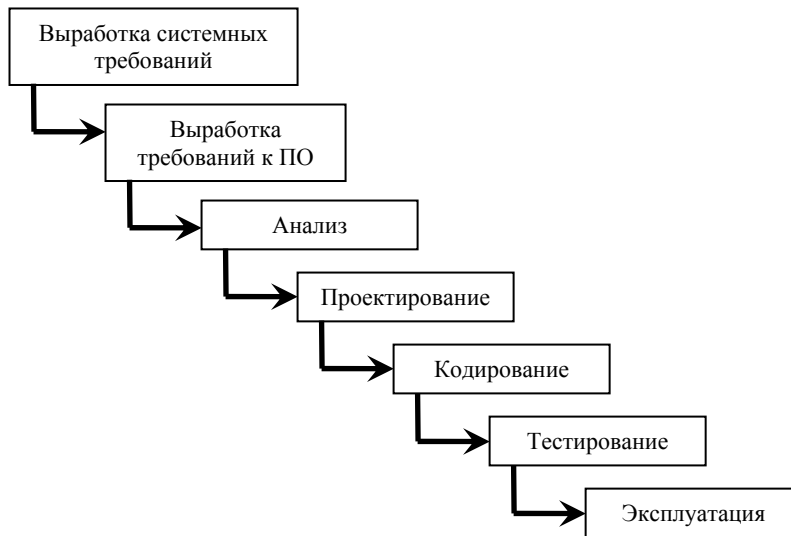 Выработка системных
требований
Выработка
требований к ПО
Анализ
Проектирование
Кодирование
Тестирование
Эксплуатация